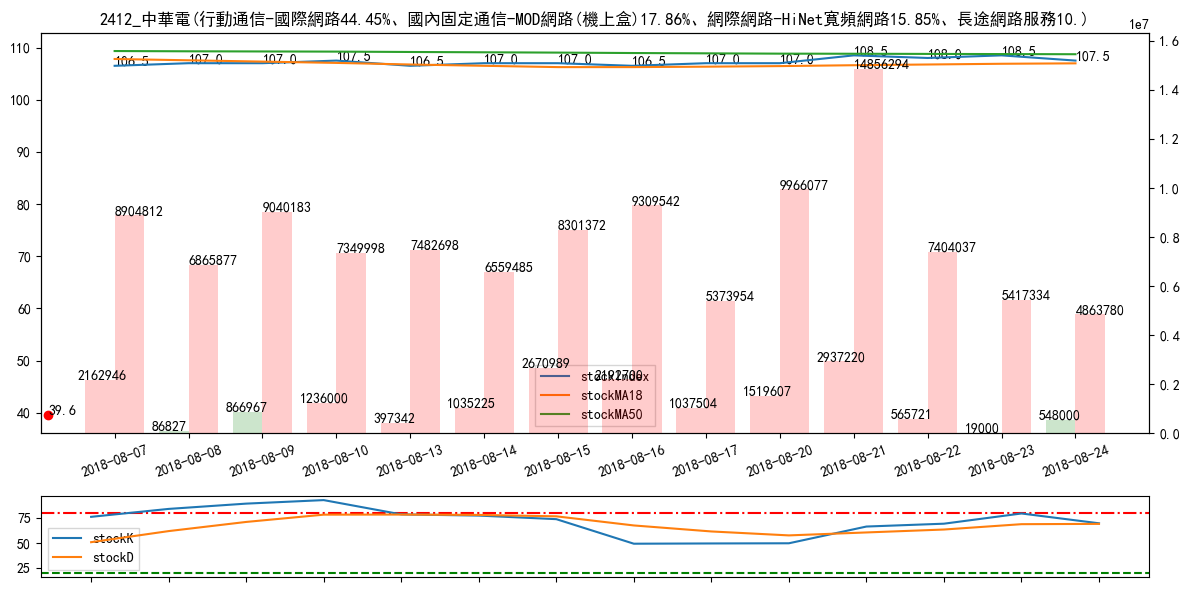 2412_中華電(行動通信-國際網路44.45%、國內固定通信-MOD網路(機上盒)17.86%、網際網路-HiNet寬頻網路15.85%、長途網路服務10.)
1e7
110
100
90
80
70
60
50
40
1.6
1.4
1.2
1.0
0.8
0.6
0.4
0.2
0.0
106.5 107.0 107.0 107.5 106.5 107.0 107.0 106.5 107.0 107.0 108.5 108.0 108.5 107.5
8904812 6865877 9040183 7349998 7482698 6559485 8301372 9309542 5373954 9966077 14856294 7404037 5417334 4863780
2162946 86827 866967 1236000 397342 1035225 2670989 2192700 1037504 1519607 2937220 565721 19000 548000
39.6
stockIndex
stockMA18
stockMA50
2018-08-07 2018-08-08 2018-08-09 2018-08-10 2018-08-13 2018-08-14 2018-08-15 2018-08-16 2018-08-17 2018-08-20 2018-08-21 2018-08-22 2018-08-23 2018-08-24
75
50
25
stockK
stockD